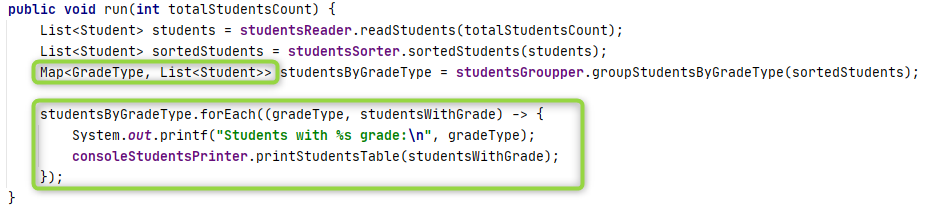 public void run(int totalStudentsCount) {
    List<Student> students = studentsReader.readStudents(totalStudentsCount);
    List<Student> sortedStudents = studentsSorter.sortedStudents(students);
    Map<GradeType, List<Student>> studentsByGradeType = studentsGroupper.groupStudentsByGradeType(sortedStudents);
    studentsByGradeType.forEach((gradeType, studentsWithGrade) -> {
        System.out.printf("Students with %s grade:\n", gradeType);
        consoleStudentsPrinter.printStudentsTable(studentsWithGrade);
    });
}